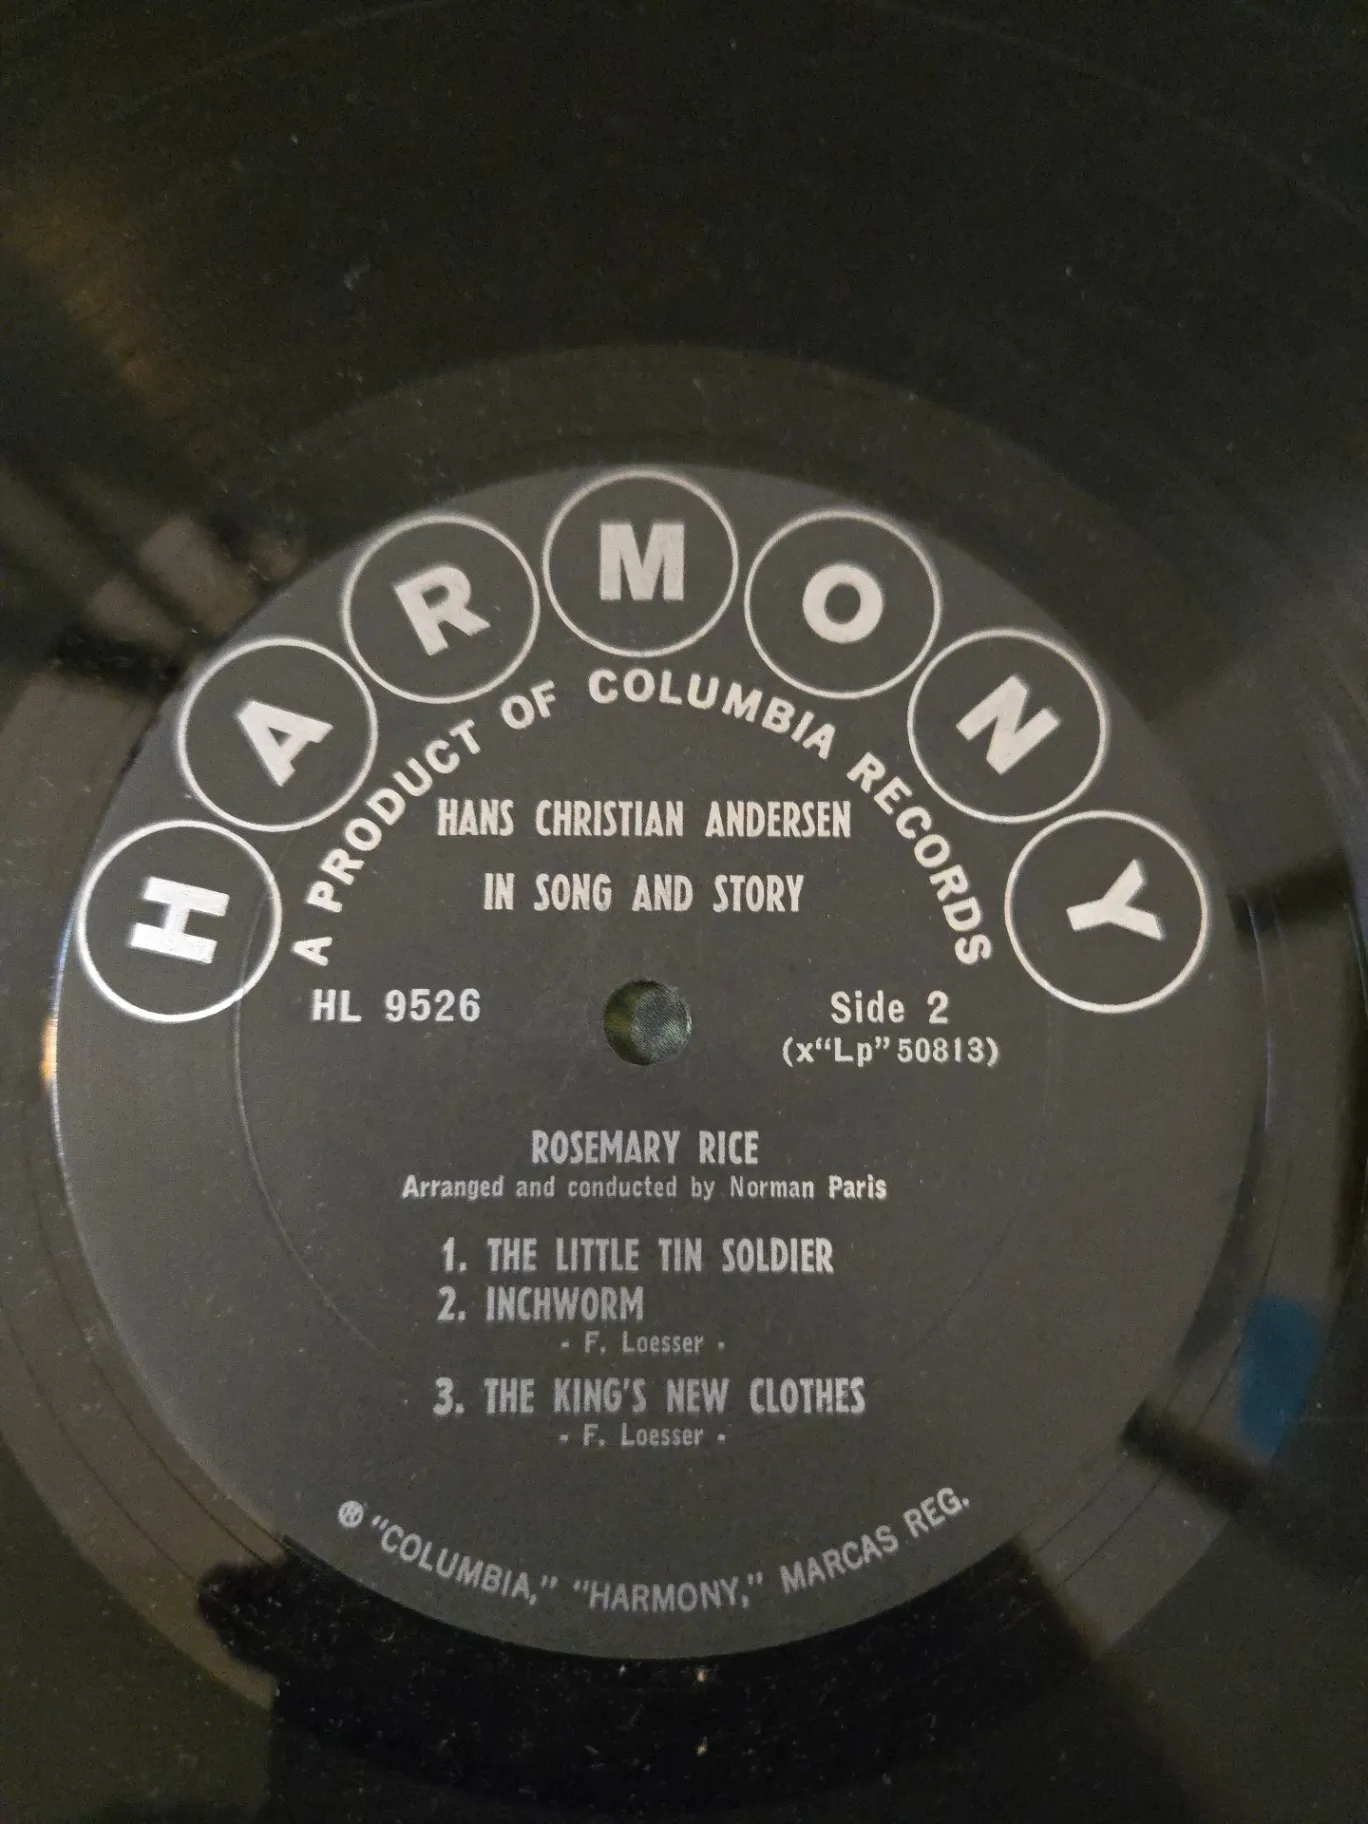 HARMONY
A PRODUCT OF COLUMBIA RECORDS
HANS CHRISTIAN ANDERSEN
IN SONG AND STORY
HL 9526
Side 2
(x“Lp” 50813)
ROSEMARY RICE
Arranged and conducted by Norman Paris
1. THE LITTLE TIN SOLDIER
2. INCHWORM
- F. Loesser -
3. THE KING'S NEW CLOTHES
- F. Loesser -
Ⓗ "COLUMBIA," "HARMONY," MARCAS REG.